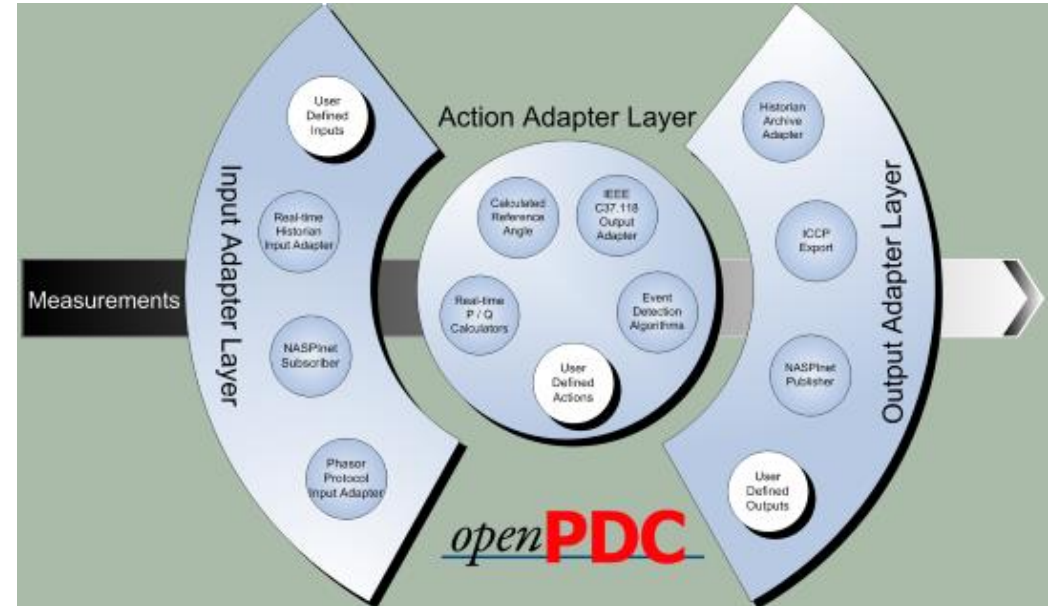 Measurements
Input Adapter Layer
User
Defined
Inputs
Real-time
Historian
Input Adapter
NASPInet
Subscriber
Phasor
Protocol
Input Adapter
Action Adapter Layer
Calculated
Reference
Angle
IEEE
C37.118
Output
Adapter
Real-time
P / Q
Calculators
Event
Detection
Algorithms
User
Defined
Actions
Output Adapter Layer
Historian
Archive
Adapter
ICCP
Export
NASPInet
Publisher
User
Defined
Outputs
openPDC